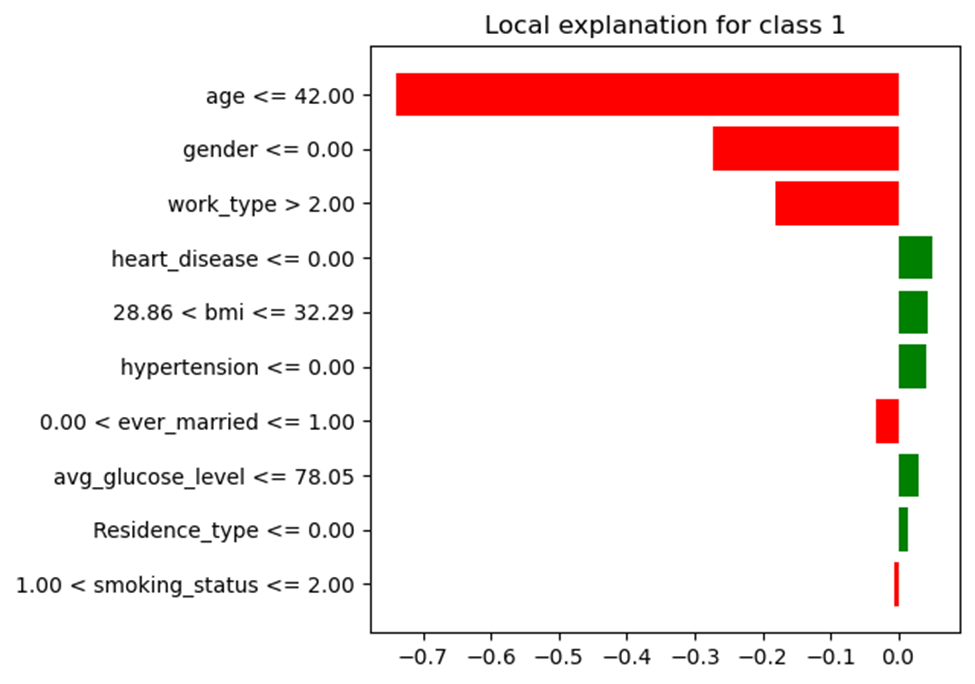 Local explanation for class 1
age <= 42.00
gender <= 0.00
work_type > 2.00
heart_disease <= 0.00
28.86 < bmi <= 32.29
hypertension <= 0.00
0.00 < ever_married <= 1.00
avg_glucose_level <= 78.05
Residence_type <= 0.00
1.00 < smoking_status <= 2.00
−0.7 −0.6 −0.5 −0.4 −0.3 −0.2 −0.1 0.0